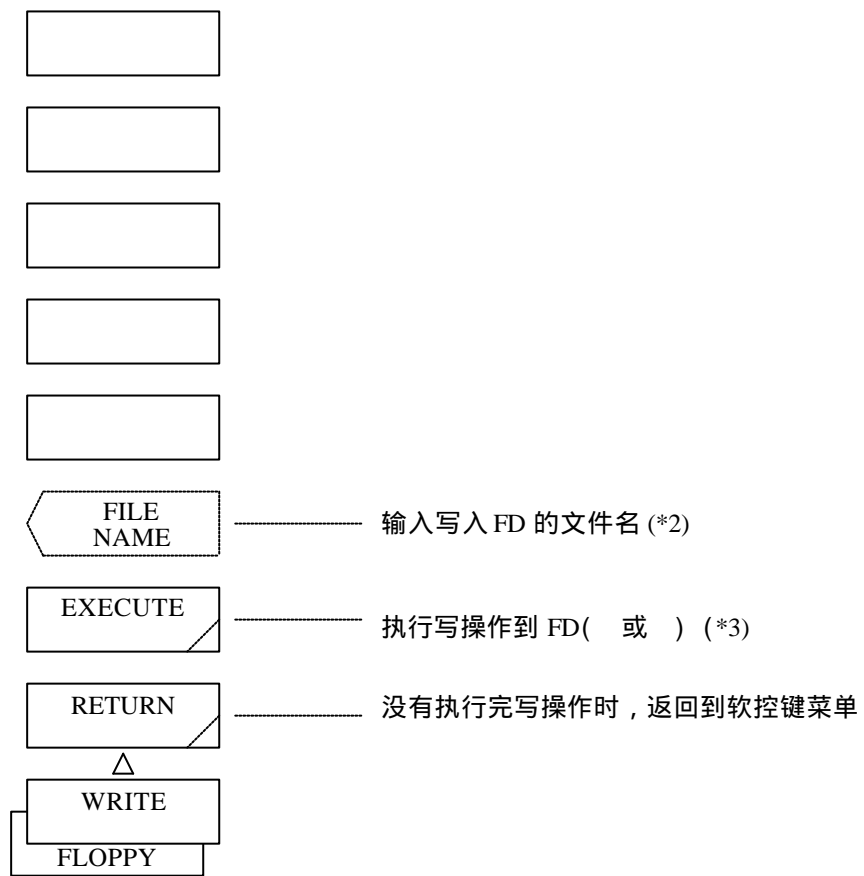 FILE
NAME
输入写入 FD 的文件名 (*2)
EXECUTE
执行写操作到 FD( 或 ) (*3)
RETURN
没有执行完写操作时，返回到软控键菜单
WRITE
FLOPPY